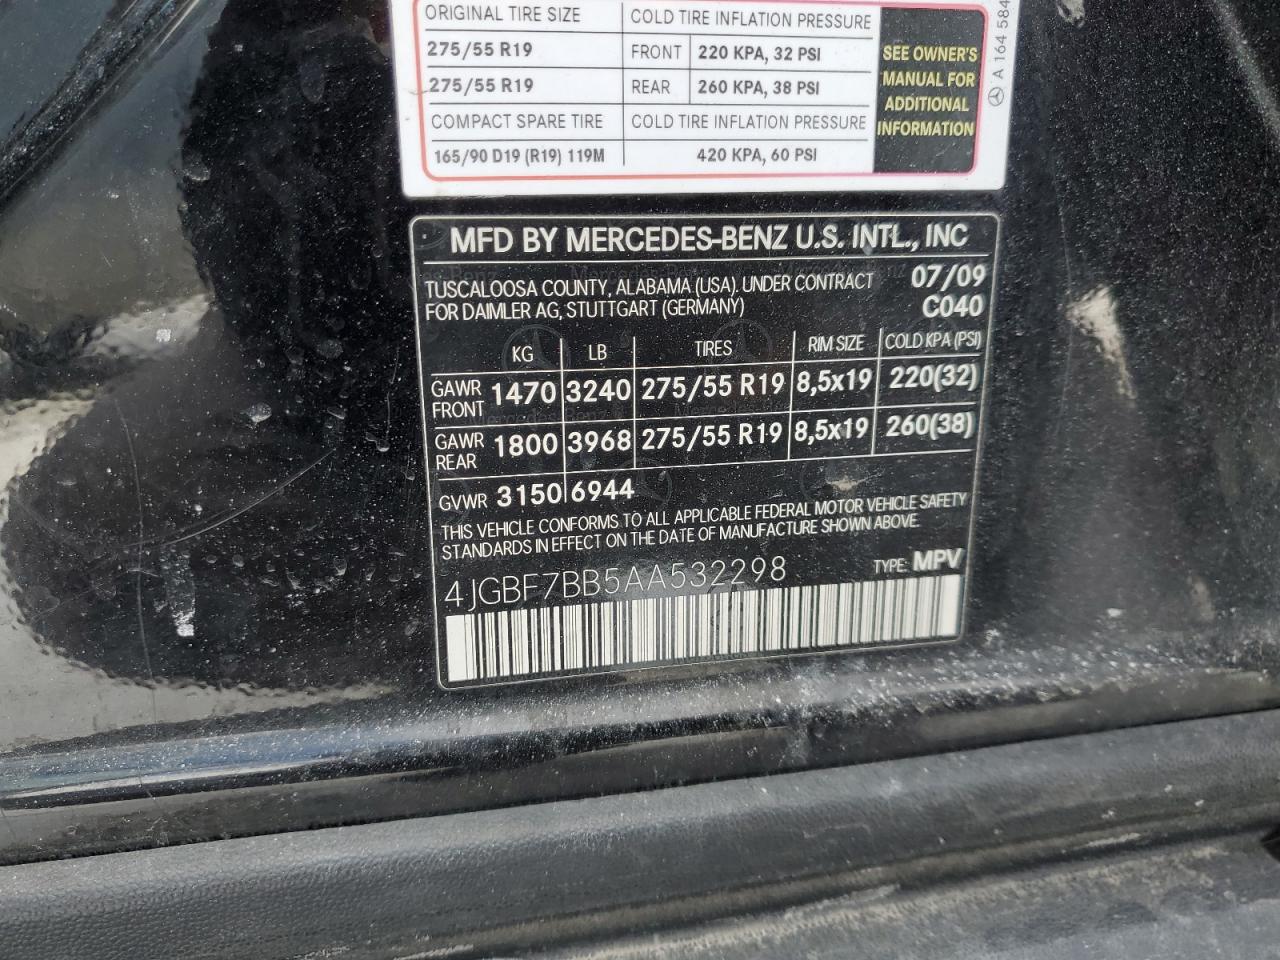 ORIGINAL TIRE SIZE COLD TIRE INFLATION PRESSURE
275/55 R19 FRONT 220 KPA, 32 PSI
275/55 R19 REAR 260 KPA, 38 PSI
COMPACT SPARE TIRE COLD TIRE INFLATION PRESSURE
165/90 D19 (R19) 119M 420 KPA, 60 PSI
SEE OWNER'S
MANUAL FOR
ADDITIONAL
INFORMATION
A 164 584
MFD BY MERCEDES-BENZ U.S. INTL., INC
TUSCALOOSA COUNTY, ALABAMA (USA). UNDER CONTRACT 07/09
FOR DAIMLER AG, STUTTGART (GERMANY) C040
KG LB TIRES RIM SIZE COLD KPA (PSI)
GAWR FRONT 1470 3240 275/55 R19 8,5x19 220(32)
GAWR REAR 1800 3968 275/55 R19 8,5x19 260(38)
GVWR 3150 6944
THIS VEHICLE CONFORMS TO ALL APPLICABLE FEDERAL MOTOR VEHICLE SAFETY
STANDARDS IN EFFECT ON THE DATE OF MANUFACTURE SHOWN ABOVE.
4JGBF7BB5AA532298 TYPE: MPV